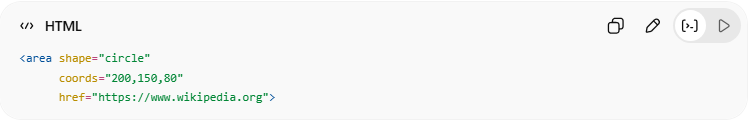 HTML
<area shape="circle"
coords="200,150,80"
href="https://www.wikipedia.org">